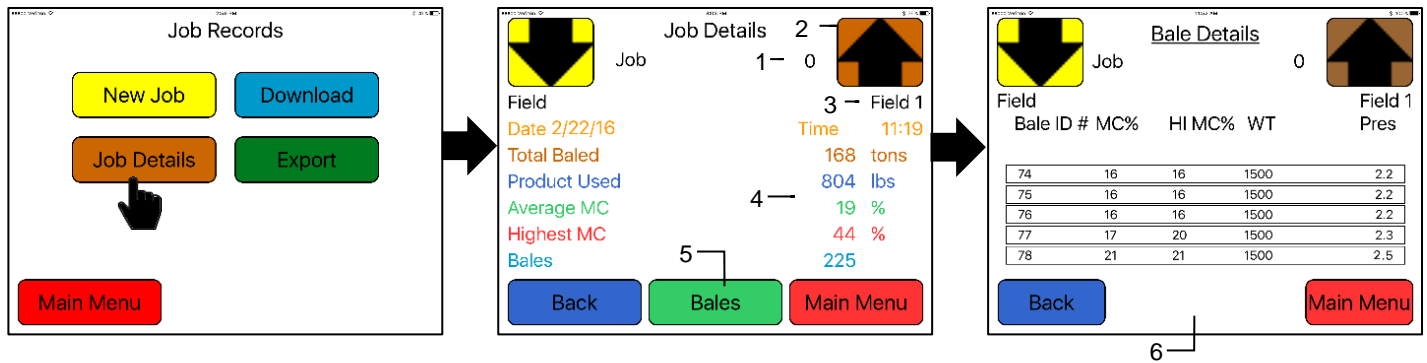 Job Records
New Job
Download
Job Details
Export
Main Menu
Job Details
2
Job
1
0
Field
3
Field 1
Date 2/22/16
Time
11:19
Total Baled
168 tons
Product Used
804 lbs
4
Average MC
19 %
Highest MC
44 %
Bales
225
5
Back
Bales
Main Menu
Bale Details
Job
0
Field
Field 1
Bale ID # MC% HI MC% WT Pres
74 16 16 1500 2.2
75 16 16 1500 2.2
76 16 16 1500 2.2
77 17 20 1500 2.3
78 21 21 1500 2.5
Back
Main Menu
6